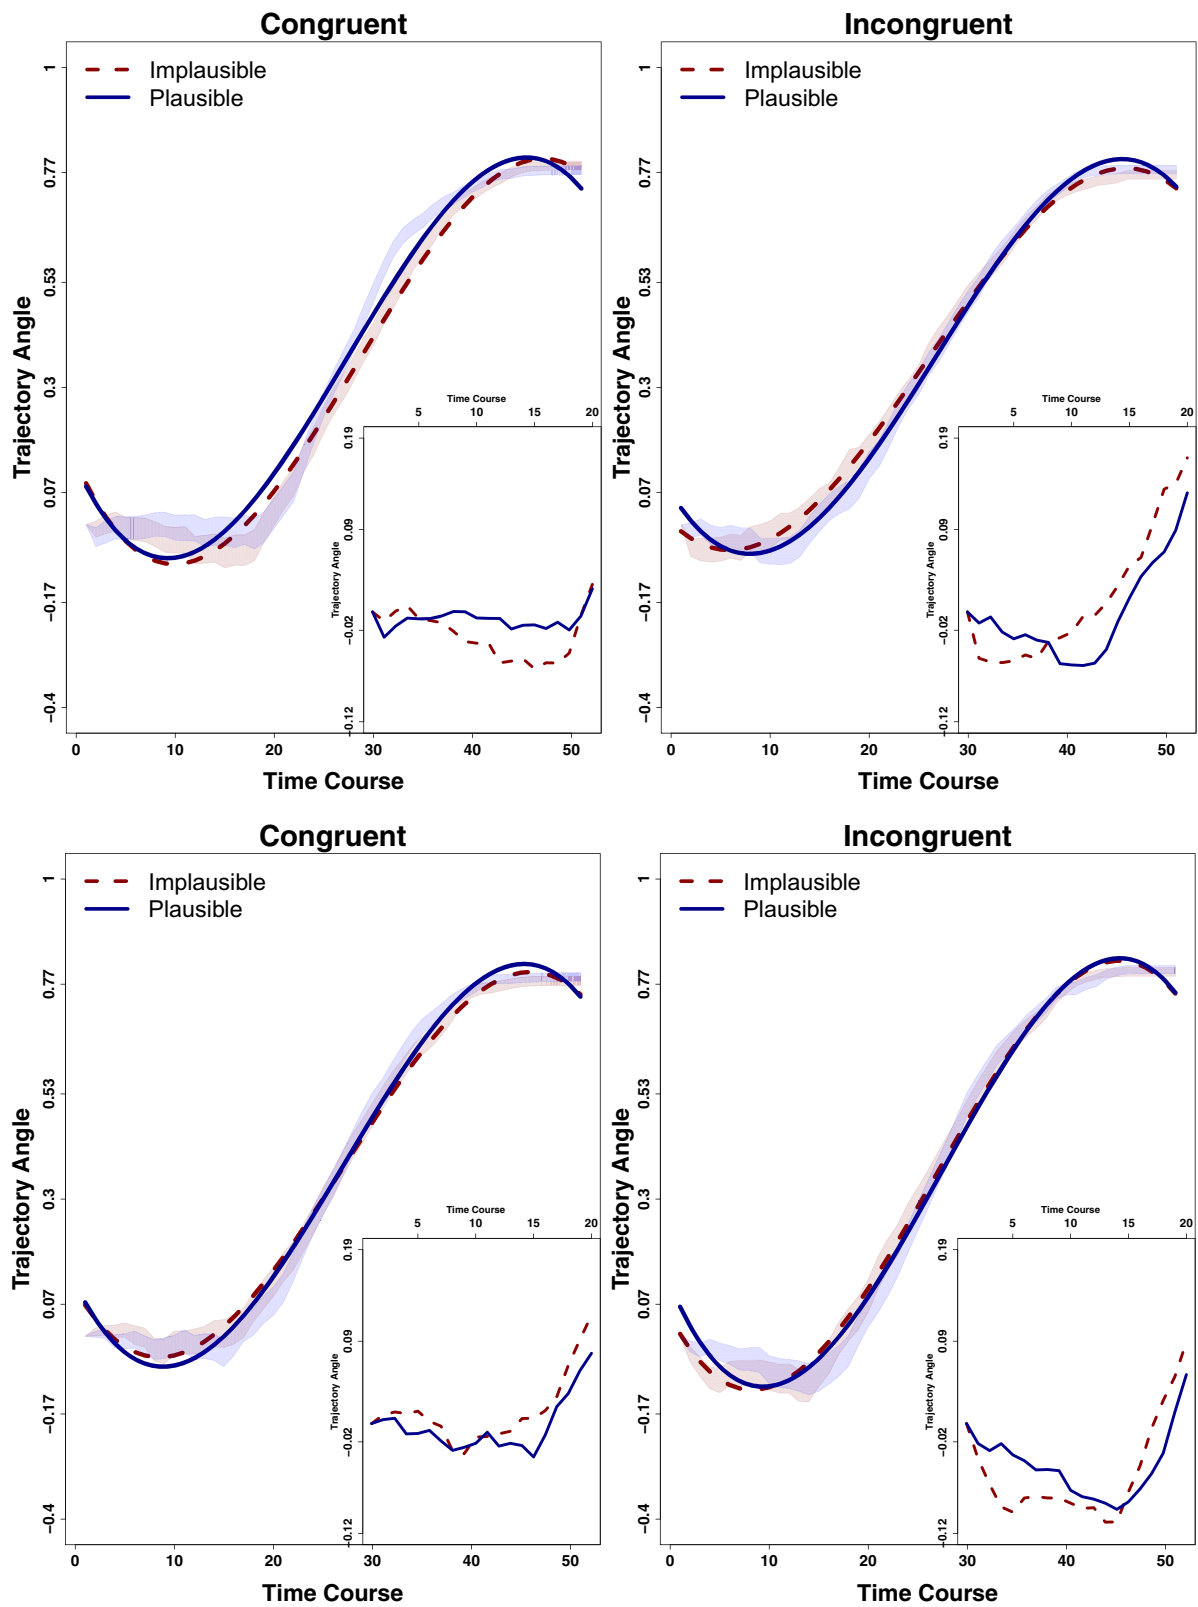 Congruent
Implausible
Plausible
1
0.77
0.53
0.3
0.07
−0.17
−0.4
Trajectory Angle
0 10 20 30 40 50
Time Course
Time Course
5 10 15 20
0.19
0.09
−0.02
−0.12
Trajectory Angle
Incongruent
Implausible
Plausible
1
0.77
0.53
0.3
0.07
−0.17
−0.4
Trajectory Angle
0 10 20 30 40 50
Time Course
Time Course
5 10 15 20
0.19
0.09
−0.02
−0.12
Trajectory Angle
Congruent
Implausible
Plausible
1
0.77
0.53
0.3
0.07
−0.17
−0.4
Trajectory Angle
0 10 20 30 40 50
Time Course
Time Course
5 10 15 20
0.19
0.09
−0.02
−0.12
Trajectory Angle
Incongruent
Implausible
Plausible
1
0.77
0.53
0.3
0.07
−0.17
−0.4
Trajectory Angle
0 10 20 30 40 50
Time Course
Time Course
5 10 15 20
0.19
0.09
−0.02
−0.12
Trajectory Angle